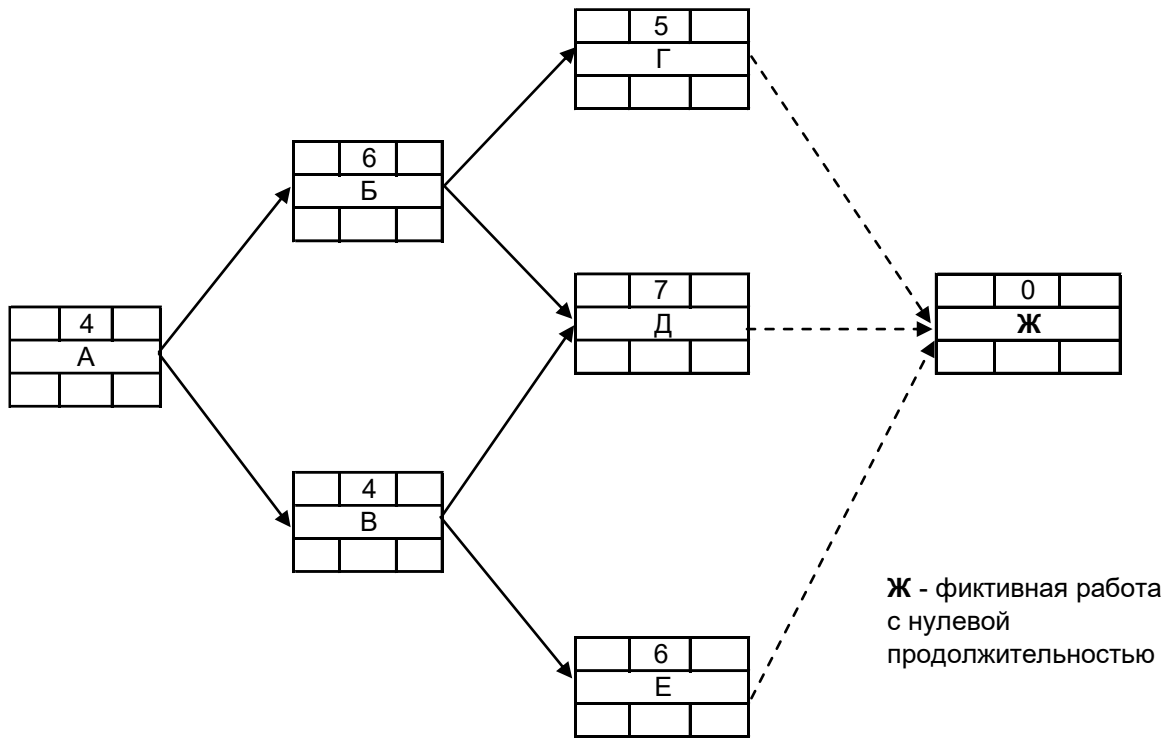 5
Г
6
Б
7
Д
0
Ж
4
А
4
В
6
Е
Ж - фиктивная работа
с нулевой
продолжительностью